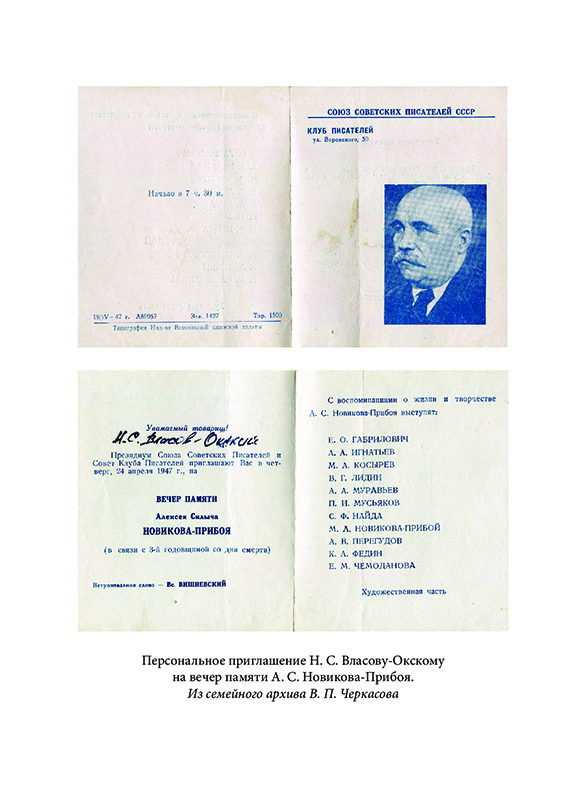 СОЮЗ СОВЕТСКИХ ПИСАТЕЛЕЙ СССР
КЛУБ ПИСАТЕЛЕЙ
ул. Воровского, 50
Начало в 7 ч. 30 м.
47 г. А89957 Зак. 1427 Тир. 1500
Типография Изд-ва Всесоюзной книжной палаты
Уважаемый товарищ!
Н. С. Власов-Окский
Президиум Союза Советских Писателей и
Совет Клуба Писателей приглашают Вас в чет-
верг, 24 апреля 1947 г., на
ВЕЧЕР ПАМЯТИ
Алексея Силыча
НОВИКОВА-ПРИБОЯ
(в связи с 3-й годовщиной со дня смерти)
Вступительное слово — Вс. ВИШНЕВСКИЙ
С воспоминаниями о жизни и творчестве
А. С. Новикова-Прибоя выступят:
Е. О. ГАБРИЛОВИЧ
А. А. ИГНАТЬЕВ
М. А. КОСЫРЕВ
В. Г. ЛИДИН
А. А. МУРАВЬЕВ
П. И. МУСЬЯКОВ
С. Ф. НАЙДА
М. Л. НОВИКОВА-ПРИБОЙ
А. В. ПЕРЕГУДОВ
К. А. ФЕДИН
Е. М. ЧЕМОДАНОВА
Художественная часть
Персональное приглашение Н. С. Власову-Окскому
на вечер памяти А. С. Новикова-Прибоя.
Из семейного архива В. П. Черкасова